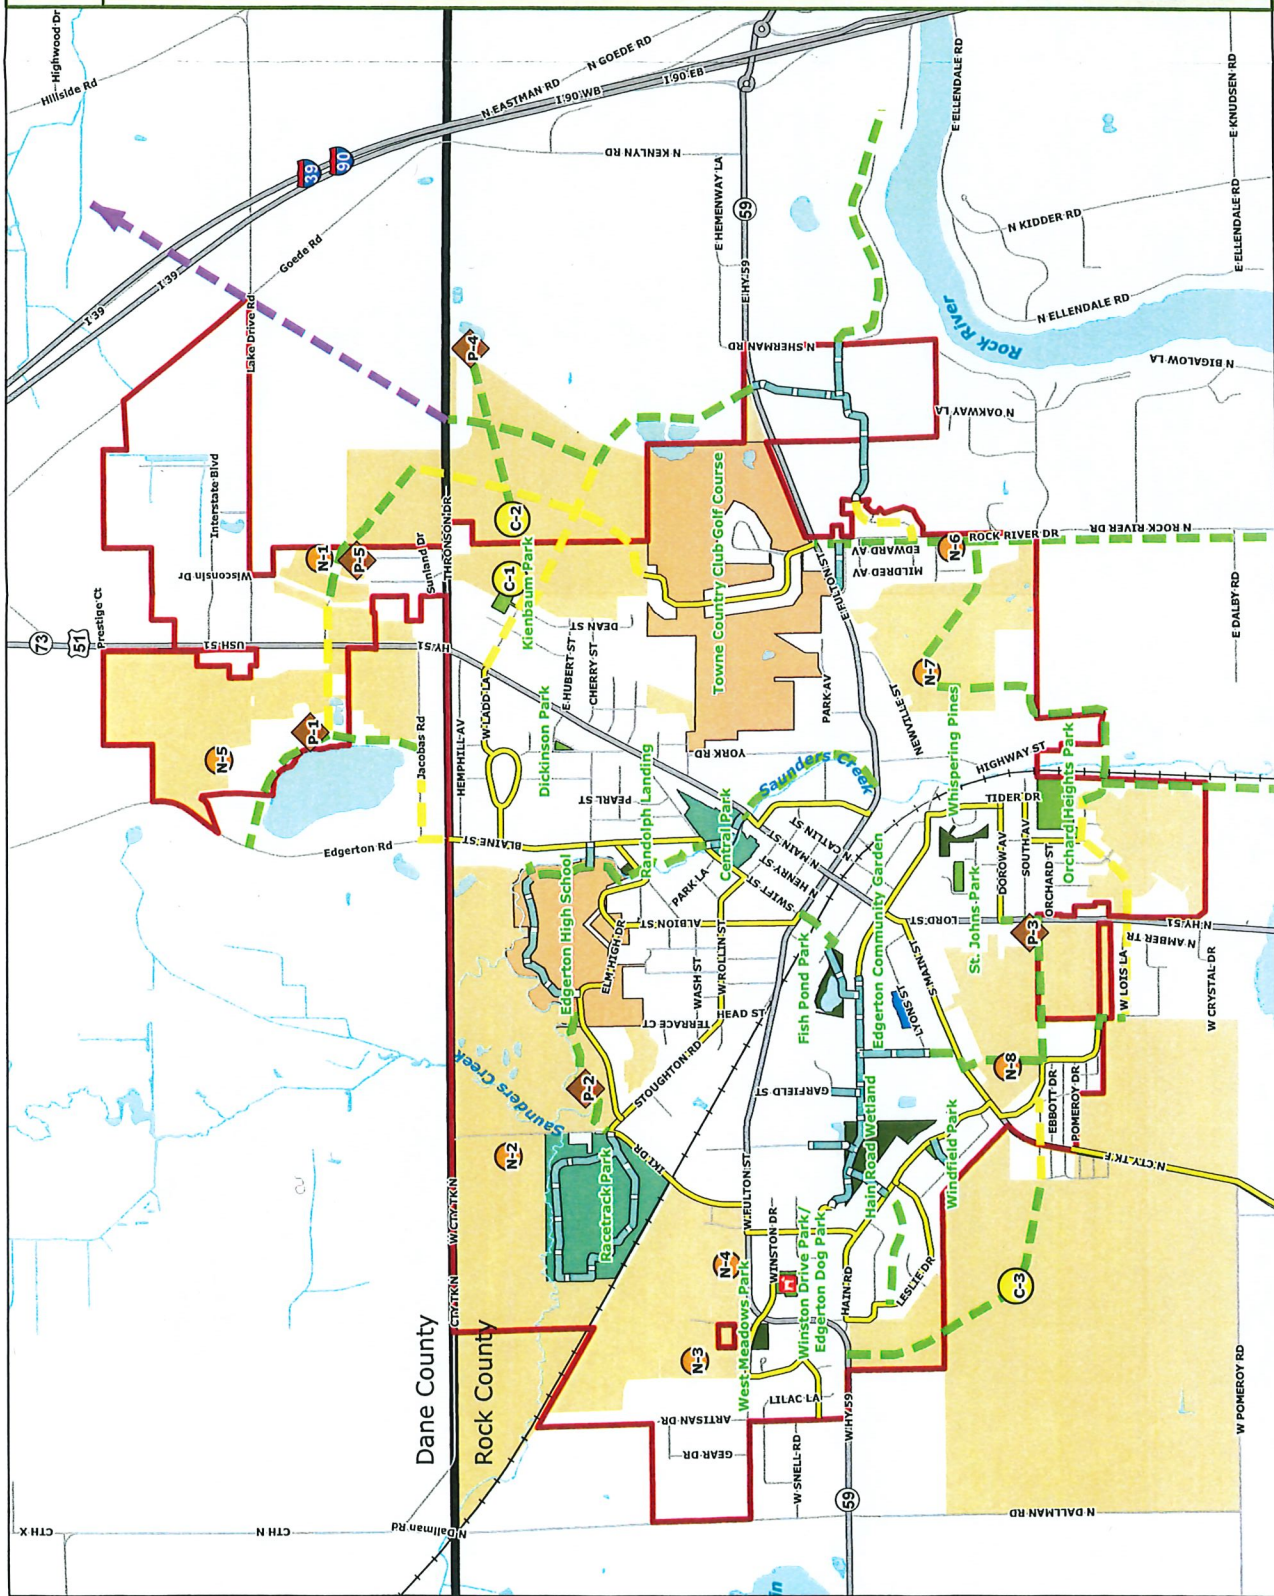 Highwood Dr
Hillside Rd
N GOEDE RD
N EASTMAN RD
I 90 EB
I 90 WB
E ELLENDALE RD
E KNUDSEN RD
N KENLYN RD
39
90
E HEMENWAY LA
59
N KIDDER RD
E ELLENDALE RD
Goede Rd
I 39
I 39
E HY 59
N ELLENDALE RD
Rock River
Lake Drive Rd
P-4
N SHERMAN RD
N BIGALOW LA
N OAKWAY LA
Interstate Blvd
Towne Country Club Golf Course
THRONSON DR
C-2
Sunland Dr
N-1
P-5
Wisconsin Dr
C-1
Kienbaum Park
EDWARD AV
MILDRED AV
N-6
ROCK RIVER DR
N ROCK RIVER DR
E FULTON ST
E DALBY RD
73
51
Prestige Ct
USH 51
HY 51
DEAN ST
E HUBERT ST
CHERRY ST
W LADD LA
Dickinson Park
PARK AV
N-7
NEWVILLE ST
Whispering Pines
P-1
N-5
Jacobas Rd
HEMPHILL AV
YORK RD
Randolph Landing
Saunders Creek
HIGHWAY ST
PEARL ST
TIDER DR
Orchard Heights Park
Edgerton Rd
BLAINE ST
Central Park
N CATLIN ST
N MAIN ST
N HENRY ST
SWIFT ST
DOROW AV
SOUTH AV
ORCHARD ST
Edgerton High School
PARK LA
Edgerton Community Garden
St. Johns Park
ELM HIGH DR
ALBION ST
LORD ST
P-3
N HY 51
N AMBER TR
W ROLLIN ST
WASH ST
Fish Pond Park
S MAIN ST
W LOIS LA
W CRYSTAL DR
TERRACE CT
HEAD ST
LYONS ST
Saunders Creek
P-2
STOUGHTON RD
GARFIELD ST
N-8
EBBOTT DR
POMEROY DR
N-2
Racetrack Park
IKI DR
W FULTON ST
Hain Road Wetland
Windfield Park
N CTY TK F
W CTY TK N
CTY TK N
N-4
WINSTON DR
Winston Drive Park/
Edgerton Dog Park
HAIN RD
LESLIE DR
C-3
Dane County
Rock County
N-3
West Meadows Park
LILAC LA
W HY 59
W POMEROY RD
ARTISAN DR
GEAR DR
W SNELL RD
59
CTH X
CTH N
N Dallman Rd
N DALLMAN RD
in